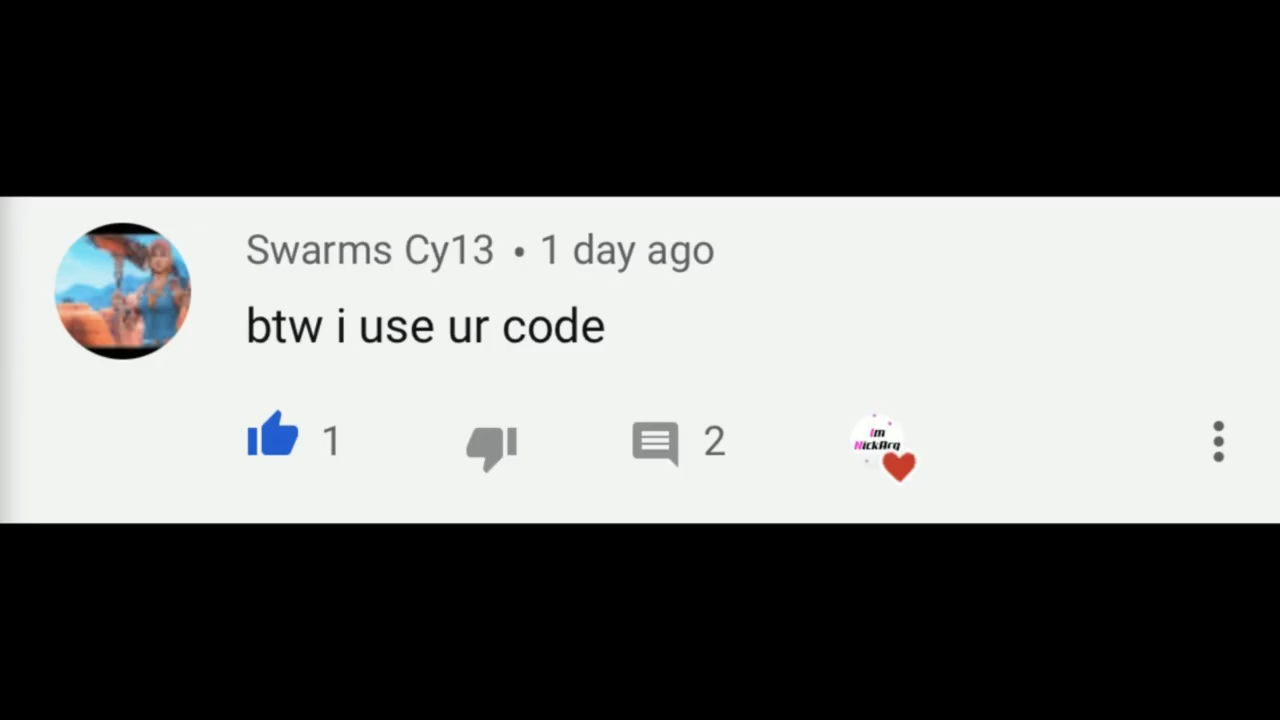 Swarms Cy13 • 1 day ago
btw i use ur code
1
2
Im
NickArq